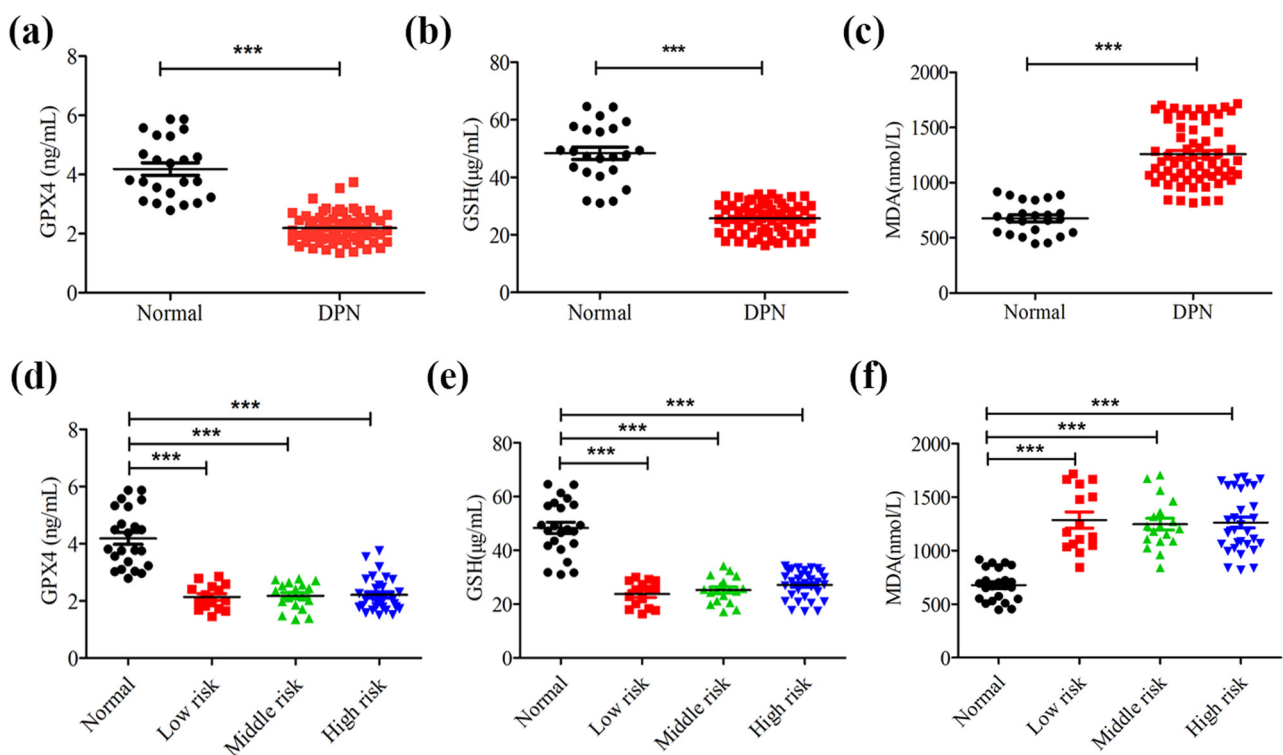 (a)
***
GPX4 (ng/mL)
8
6
4
2
0
Normal
DPN
(b)
***
GSH(μg/mL)
80
60
40
20
0
Normal
DPN
(c)
***
MDA(nmol/L)
2000
1500
1000
500
0
Normal
DPN
(d)
***
***
***
GPX4 (ng/mL)
8
6
4
2
0
Normal
Low risk
Middle risk
High risk
(e)
***
***
***
GSH(μg/mL)
80
60
40
20
0
Normal
Low risk
Middle risk
High risk
(f)
***
***
***
MDA(nmol/L)
2000
1500
1000
500
0
Normal
Low risk
Middle risk
High risk